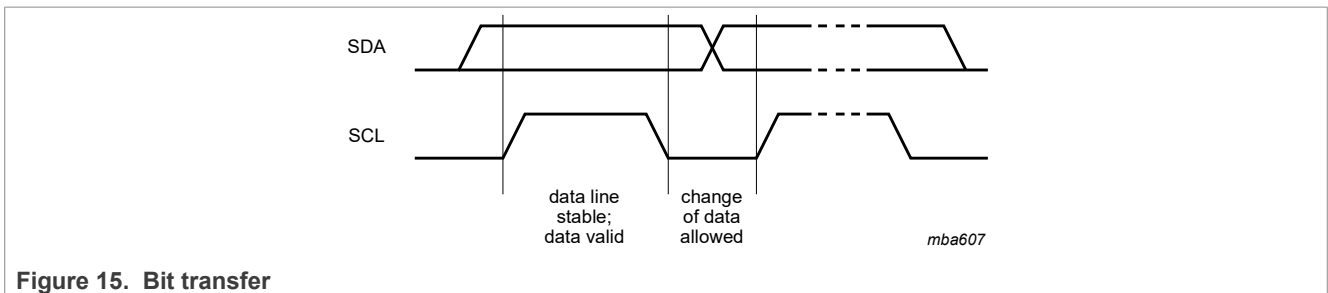 SDA
SCL
data line
stable;
data valid
change
of data
allowed
mba607
Figure 15. Bit transfer